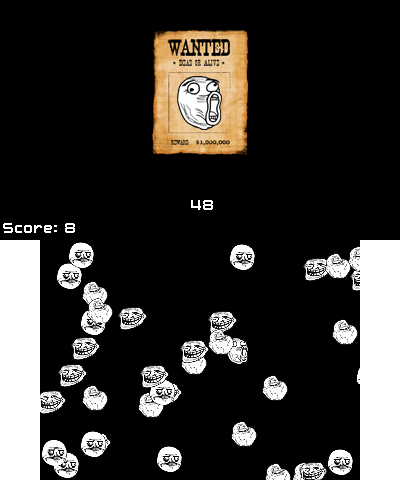 WANTED
• DEAD OR ALIVE •
REWARD $1,000,000
48
Score: 8